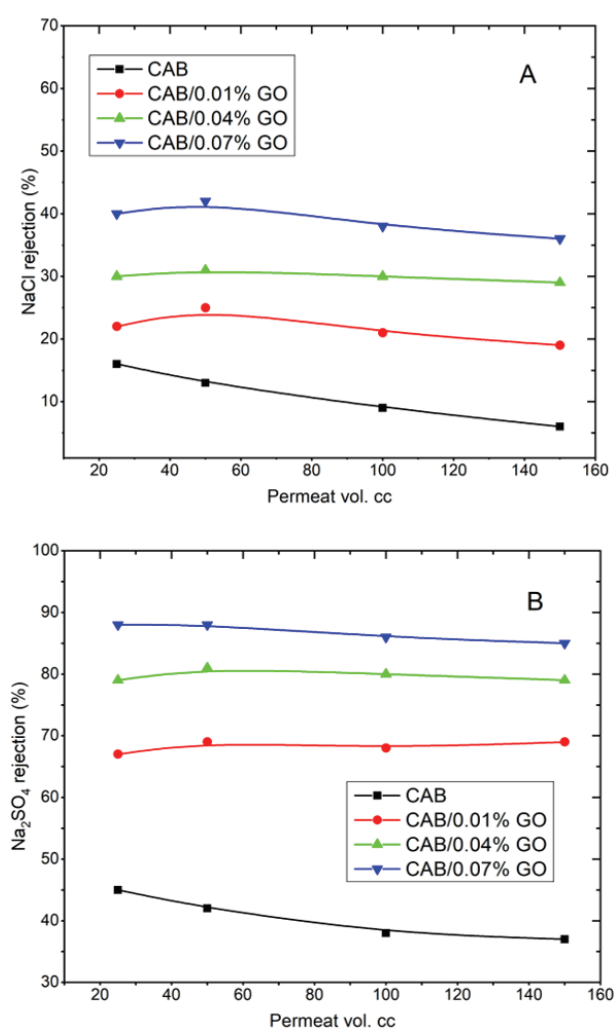 70
60
50
40
30
20
10
NaCl rejection (%)
A
CAB
CAB/0.01% GO
CAB/0.04% GO
CAB/0.07% GO
20 40 60 80 100 120 140 160
Permeat vol. cc
100
90
80
70
60
50
40
30
Na₂SO₄ rejection (%)
B
CAB
CAB/0.01% GO
CAB/0.04% GO
CAB/0.07% GO
20 40 60 80 100 120 140 160
Permeat vol. cc